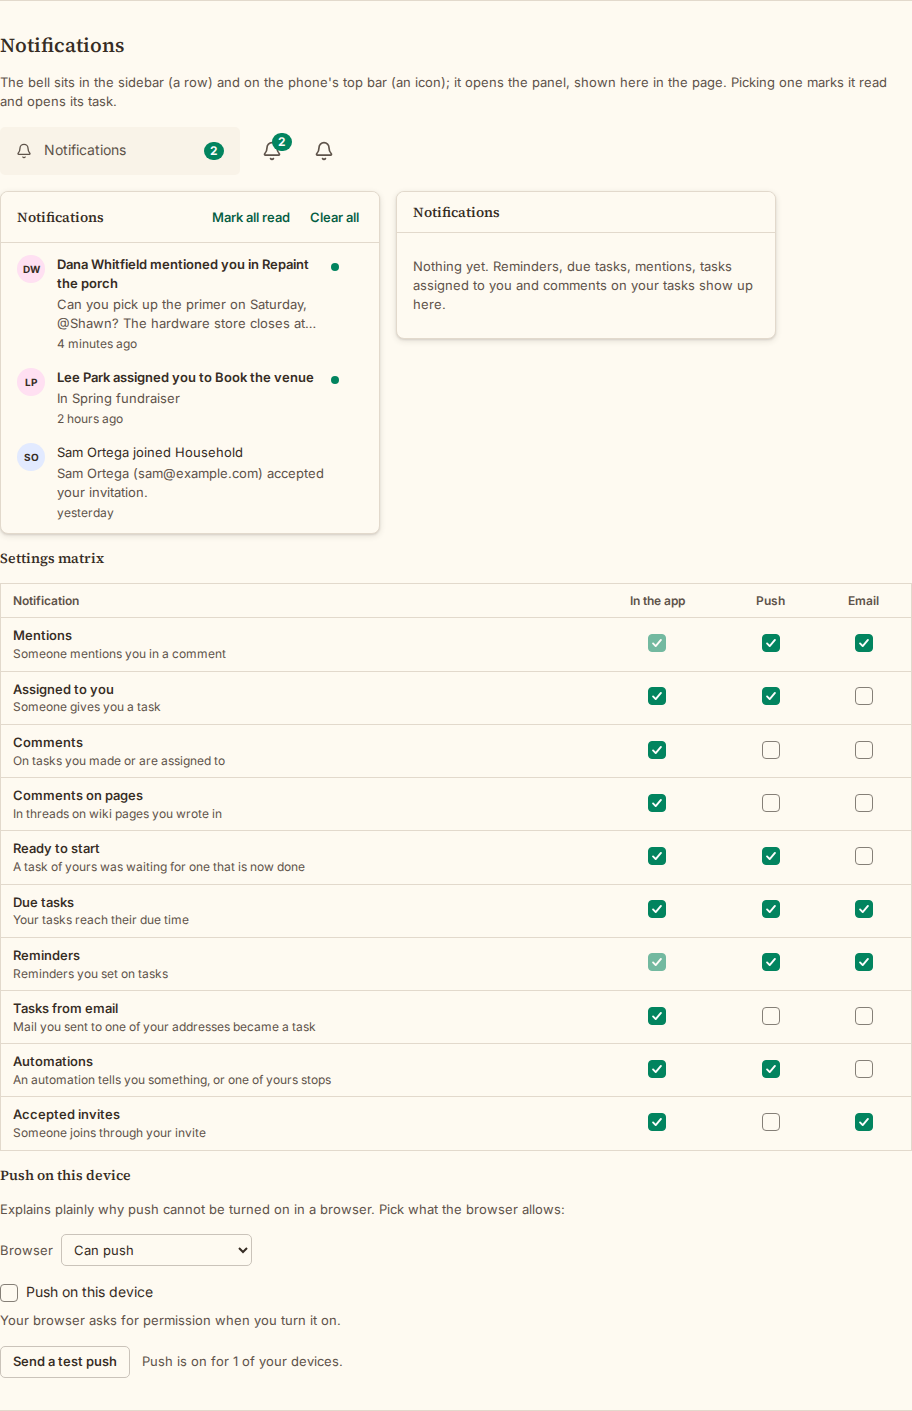 Notifications
The bell sits in the sidebar (a row) and on the phone's top bar (an icon); it opens the panel, shown here in the page. Picking one marks it read
and opens its task.
Notifications 2 2
Notifications Mark all read Clear all
DW Dana Whitfield mentioned you in Repaint
the porch
Can you pick up the primer on Saturday,
@Shawn? The hardware store closes at...
4 minutes ago
LP Lee Park assigned you to Book the venue
In Spring fundraiser
2 hours ago
SO Sam Ortega joined Household
Sam Ortega (sam@example.com) accepted
your invitation.
yesterday
Notifications
Nothing yet. Reminders, due tasks, mentions, tasks
assigned to you and comments on your tasks show up
here.
Settings matrix
Notification In the app Push Email
Mentions
Someone mentions you in a comment
Assigned to you
Someone gives you a task
Comments
On tasks you made or are assigned to
Comments on pages
In threads on wiki pages you wrote in
Ready to start
A task of yours was waiting for one that is now done
Due tasks
Your tasks reach their due time
Reminders
Reminders you set on tasks
Tasks from email
Mail you sent to one of your addresses became a task
Automations
An automation tells you something, or one of yours stops
Accepted invites
Someone joins through your invite
Push on this device
Explains plainly why push cannot be turned on in a browser. Pick what the browser allows:
Browser Can push
Push on this device
Your browser asks for permission when you turn it on.
Send a test push Push is on for 1 of your devices.